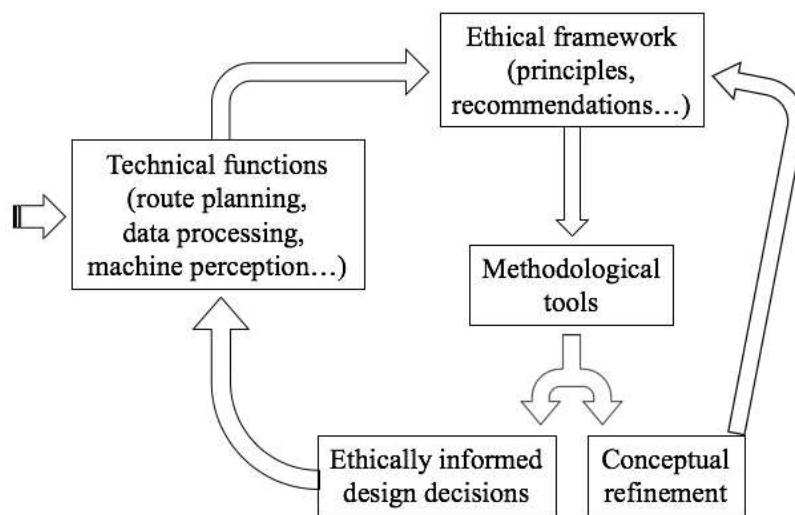 Ethical framework
(principles,
recommendations…)
Technical functions
(route planning,
data processing,
machine perception…)
Methodological
tools
Ethically informed
design decisions
Conceptual
refinement